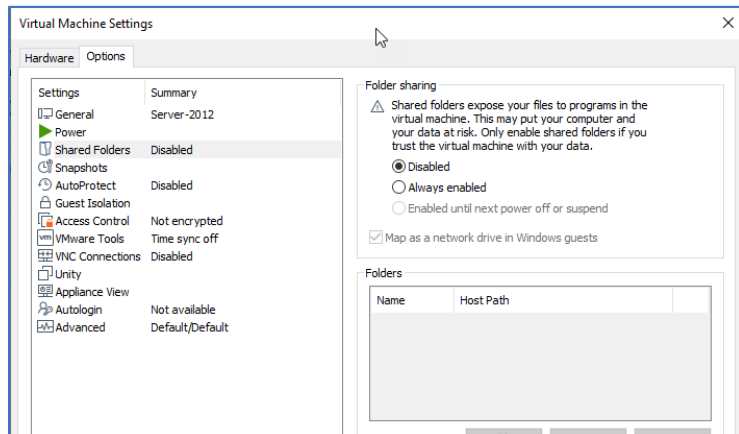 Virtual Machine Settings
Hardware Options
Settings Summary
General Server-2012
Power
Shared Folders Disabled
Snapshots
AutoProtect Disabled
Guest Isolation
Access Control Not encrypted
vm VMware Tools Time sync off
VNC Connections Disabled
Unity
Appliance View
Autologin Not available
Advanced Default/Default
Folder sharing
Shared folders expose your files to programs in the
virtual machine. This may put your computer and
your data at risk. Only enable shared folders if you
trust the virtual machine with your data.
Disabled
Always enabled
Enabled until next power off or suspend
Map as a network drive in Windows guests
Folders
Name Host Path